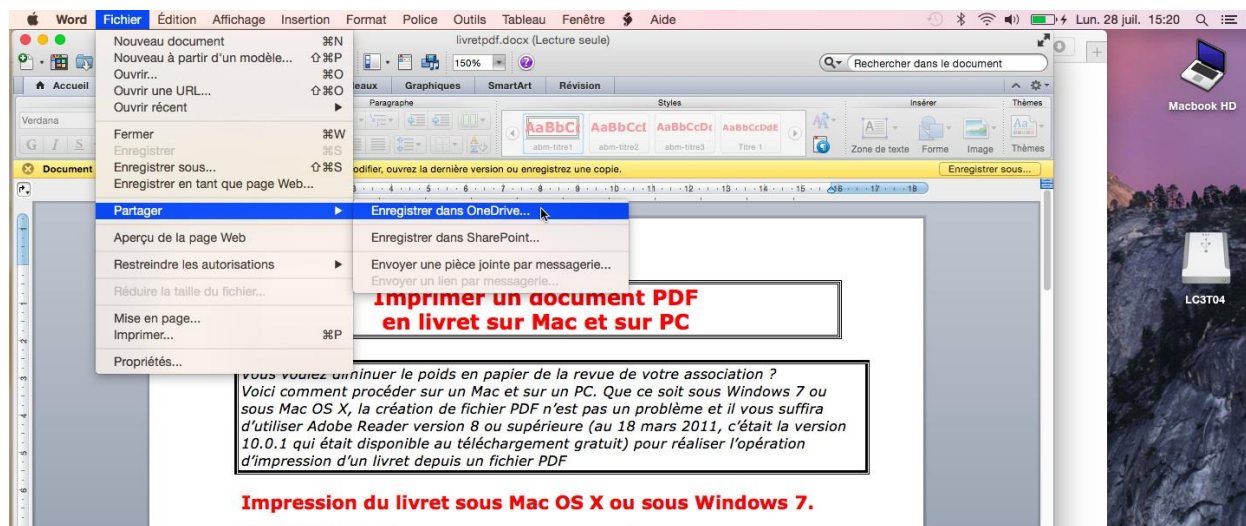 Word Fichier Édition Affichage Insertion Format Police Outils Tableau Fenêtre Aide Lun. 28 juil. 15:20
livretpdf.docx (Lecture seule)
150%
Rechercher dans le document
Accueil
eaux Graphiques SmartArt Révision
Paragraphe Styles Insérer Thèmes
Verdana
G I S
AaBbC AaBbCcI AaBbCcDc AaBbCcDdE
abm-titre1 abm-titre2 abm-titre3 Titre 1
Zone de texte Forme Image Thèmes
Document
odifier, ouvrez la dernière version ou enregistrez une copie.
Enregistrer sous...
Nouveau document ⌘N
Nouveau à partir d'un modèle... ⇧⌘P
Ouvrir... ⌘O
Ouvrir une URL... ⇧⌘O
Ouvrir récent
Fermer ⌘W
Enregistrer ⌘S
Enregistrer sous... ⇧⌘S
Enregistrer en tant que page Web...
Partager
Aperçu de la page Web
Restreindre les autorisations
Réduire la taille du fichier...
Mise en page...
Imprimer... ⌘P
Propriétés...
Enregistrer dans OneDrive...
Enregistrer dans SharePoint...
Envoyer une pièce jointe par messagerie...
Envoyer un lien par messagerie...
Imprimer un document PDF
en livret sur Mac et sur PC
Vous voulez diminuer le poids en papier de la revue de votre association ?
Voici comment procéder sur un Mac et sur un PC. Que ce soit sous Windows 7 ou
sous Mac OS X, la création de fichier PDF n'est pas un problème et il vous suffira
d'utiliser Adobe Reader version 8 ou supérieure (au 18 mars 2011, c'était la version
10.0.1 qui était disponible au téléchargement gratuit) pour réaliser l'opération
d'impression d'un livret depuis un fichier PDF
Impression du livret sous Mac OS X ou sous Windows 7.
Macbook HD
LC3T04